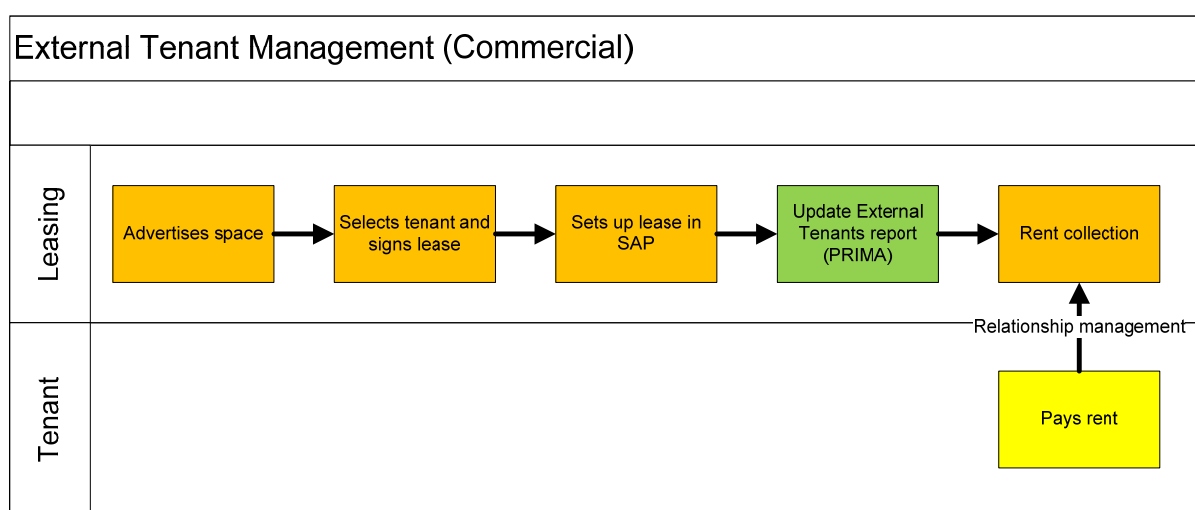 External Tenant Management (Commercial)
Leasing
Advertises space
Selects tenant and
signs lease
Sets up lease in
SAP
Update External
Tenants report
(PRIMA)
Rent collection
Relationship management
Tenant
Pays rent